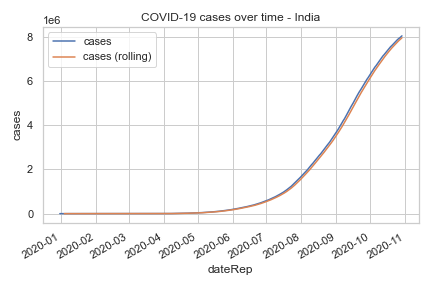 COVID-19 cases over time - India
1e6
cases
cases (rolling)
8
6
4
2
0
cases
2020-01
2020-02
2020-03
2020-04
2020-05
2020-06
2020-07
2020-08
2020-09
2020-10
2020-11
dateRep